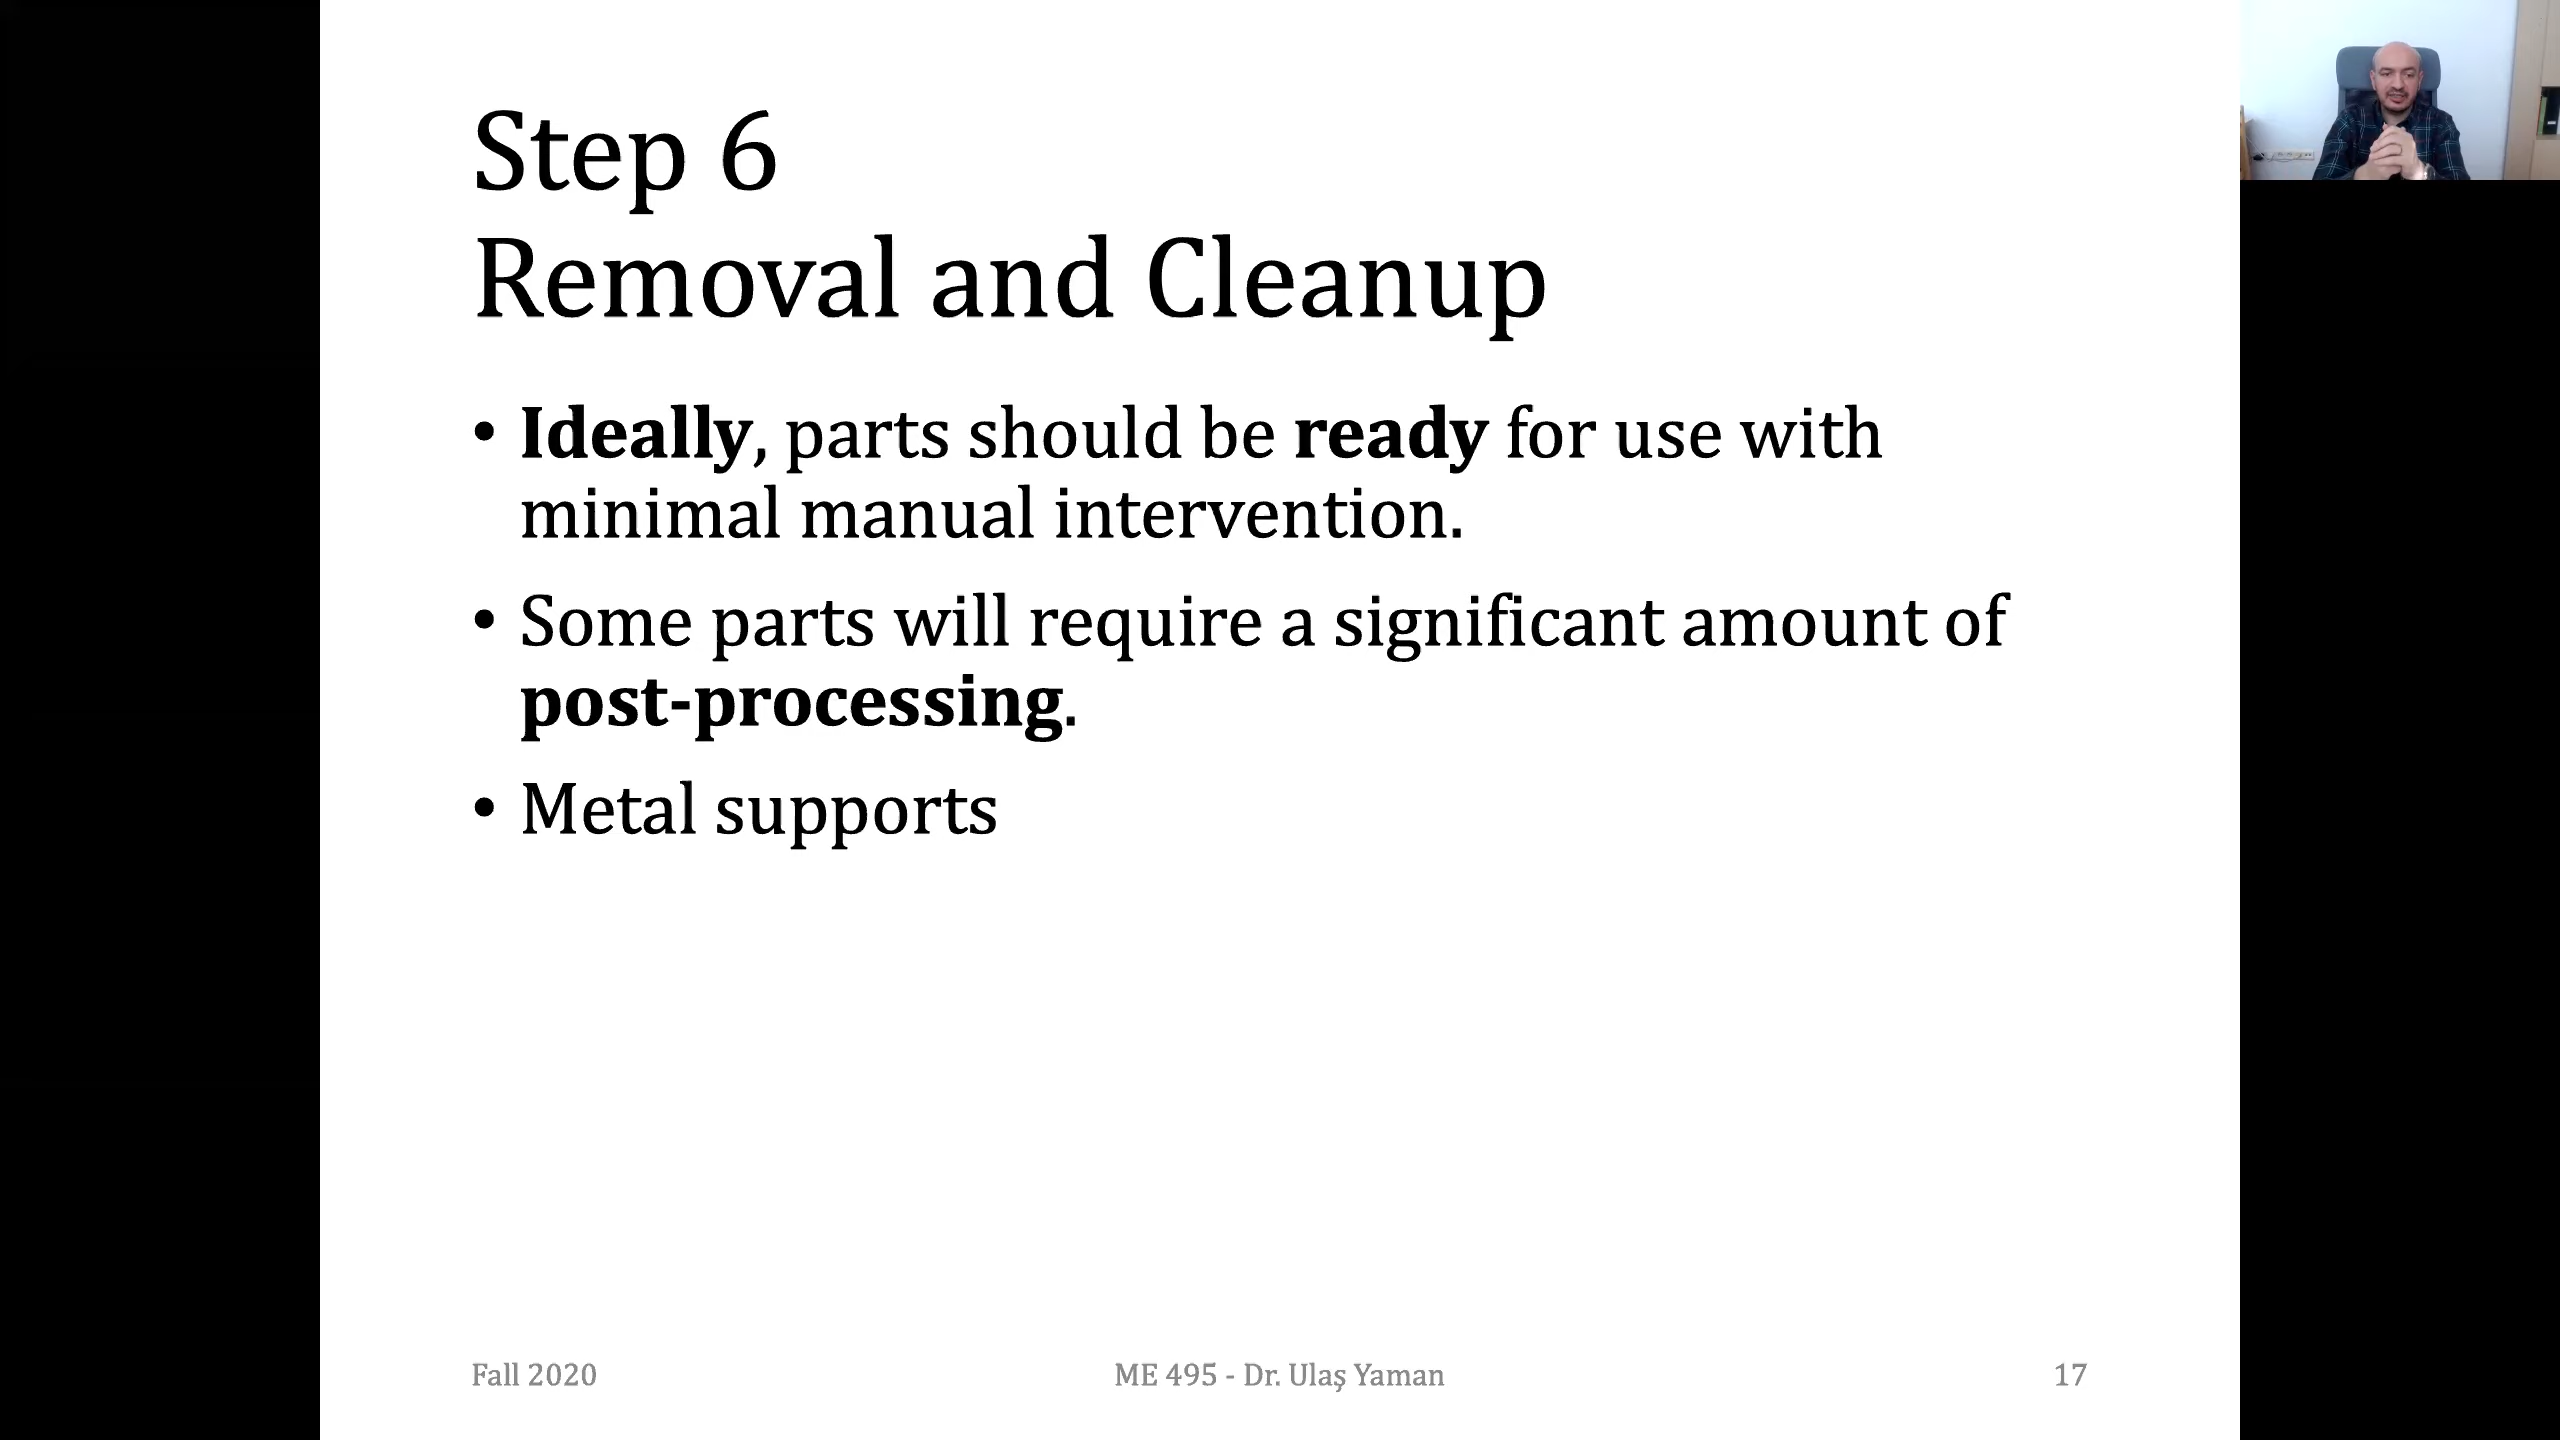 Step 6
Removal and Cleanup
• Ideally, parts should be ready for use with
minimal manual intervention.
• Some parts will require a significant amount of
post-processing.
• Metal supports
Fall 2020
ME 495 - Dr. Ulaş Yaman
17